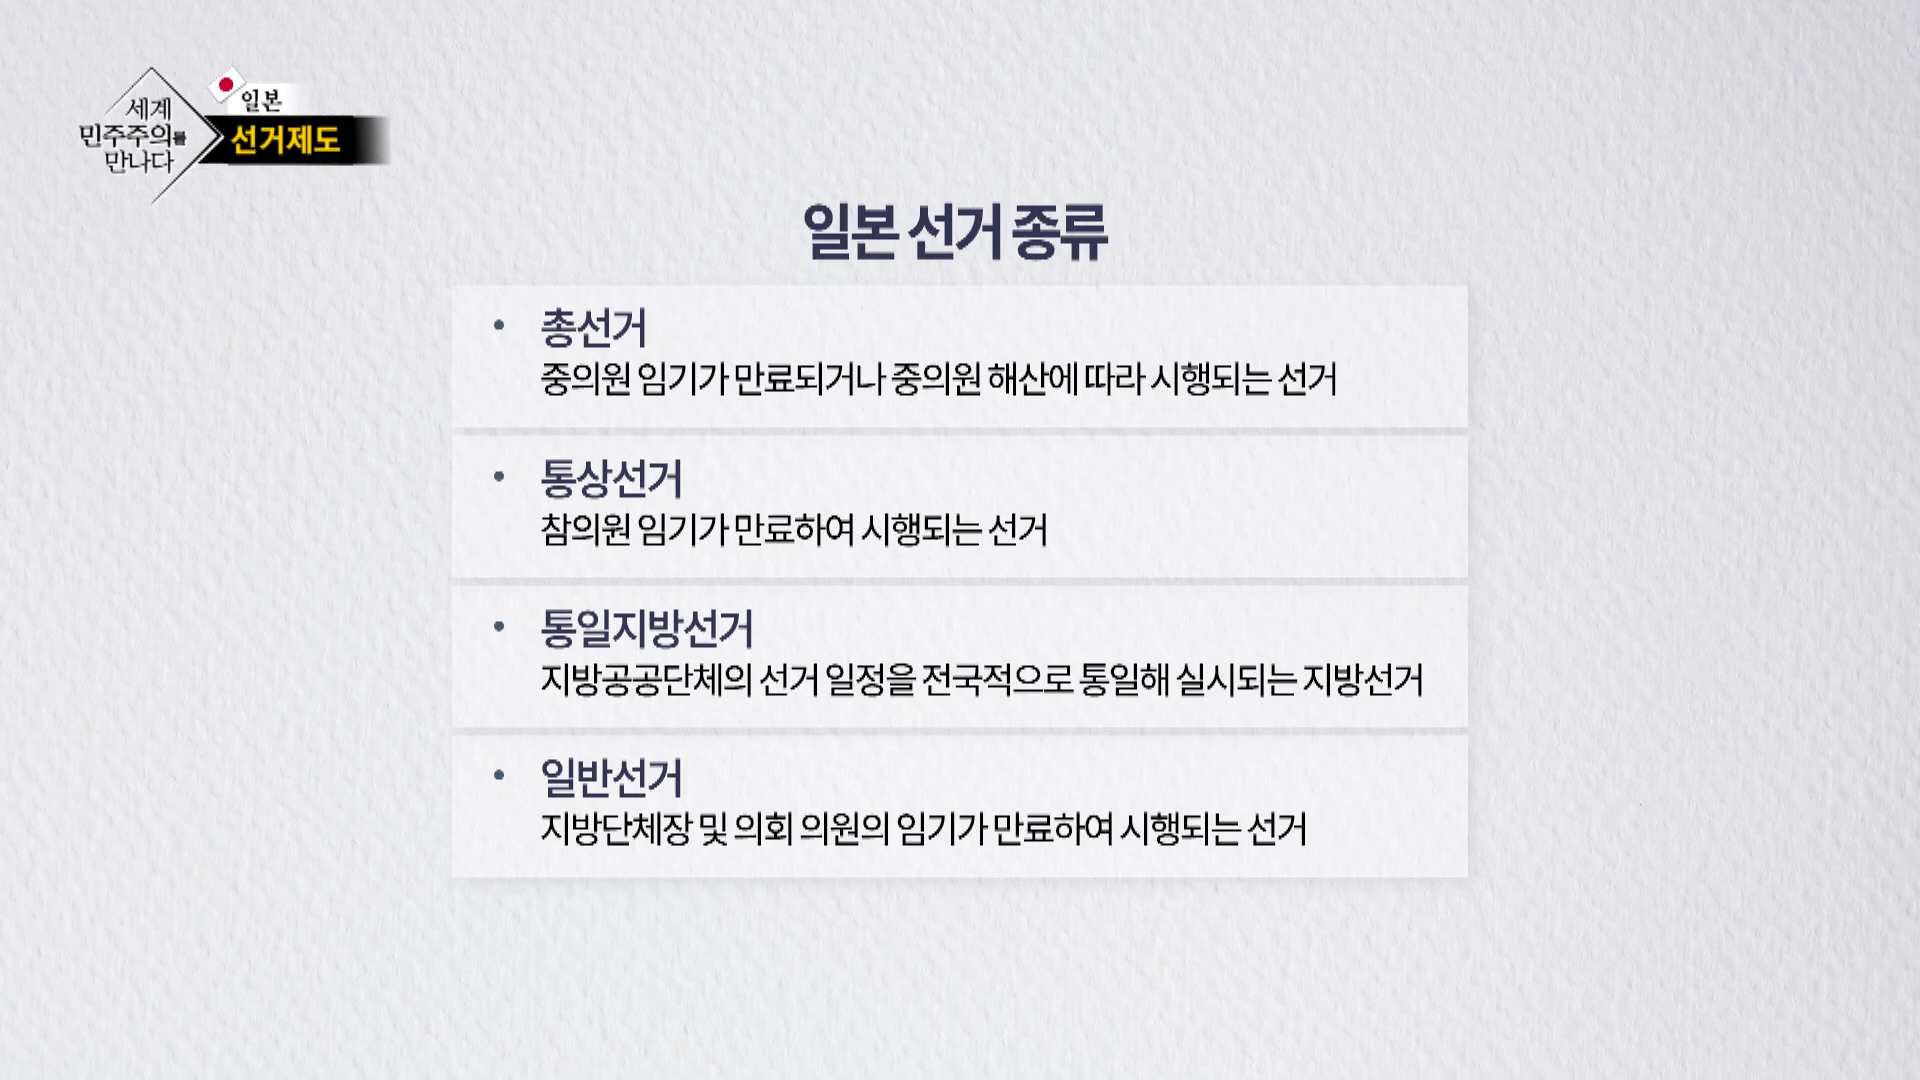 세계
민주주의를
만나다
일본
선거제도
일본 선거 종류
• 총선거
중의원 임기가 만료되거나 중의원 해산에 따라 시행되는 선거
• 통상선거
참의원 임기가 만료하여 시행되는 선거
• 통일지방선거
지방공공단체의 선거 일정을 전국적으로 통일해 실시되는 지방선거
• 일반선거
지방단체장 및 의회 의원의 임기가 만료하여 시행되는 선거